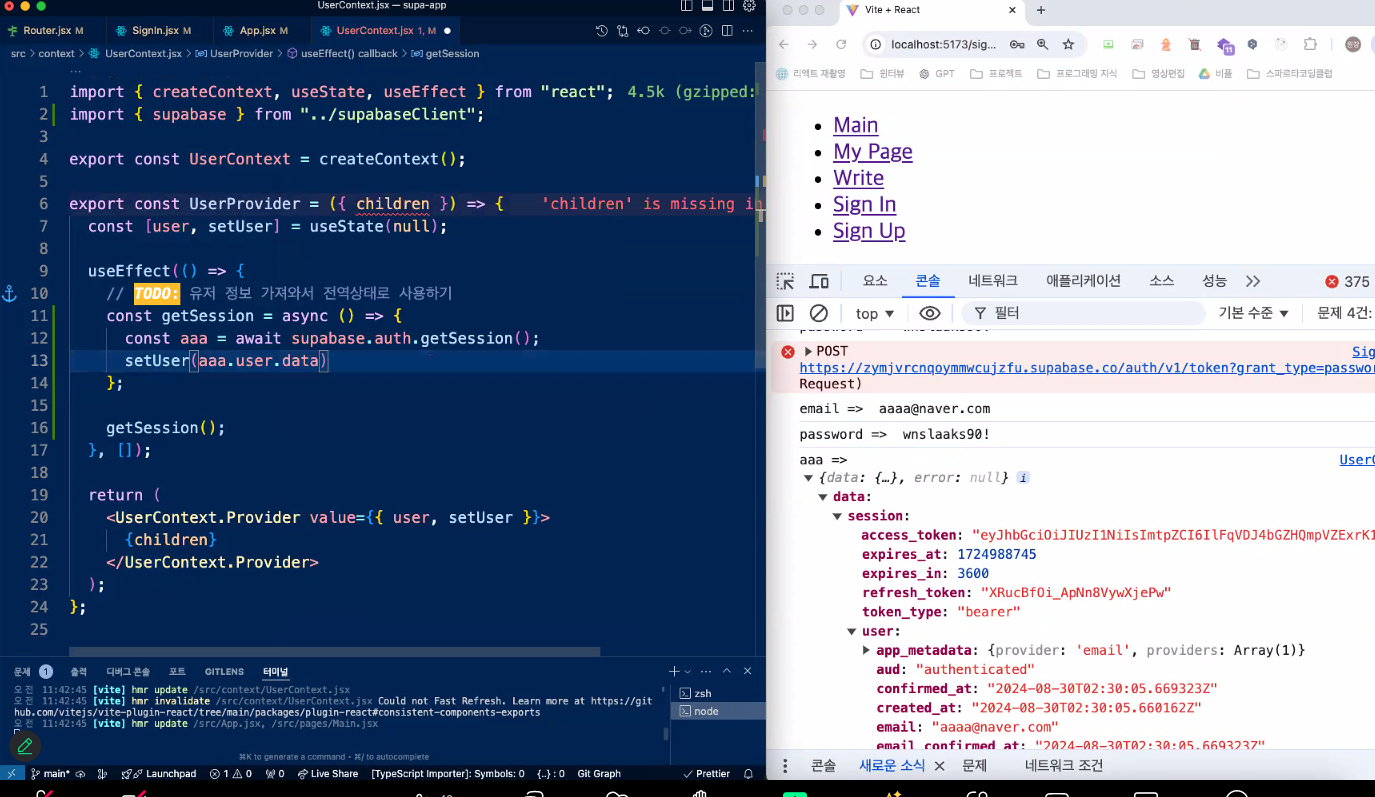 UserContext.jsx — supa-app
Router.jsx M
SignIn.jsx M
App.jsx M
UserContext.jsx 1, M
src > context > UserContext.jsx > UserProvider > useEffect() callback > getSession
1 import { createContext, useState, useEffect } from "react"; 4.5k (gzipped:
2 import { supabase } from "../supabaseClient";
3
4 export const UserContext = createContext();
5
6 export const UserProvider = ({ children }) => { 'children' is missing in
7 const [user, setUser] = useState(null);
8
9 useEffect(() => {
10 // TODO: 유저 정보 가져와서 전역상태로 사용하기
11 const getSession = async () => {
12 const aaa = await supabase.auth.getSession();
13 setUser(aaa.user.data)
14 };
15
16 getSession();
17 }, []);
18
19 return (
20 <UserContext.Provider value={{ user, setUser }}>
21 {children}
22 </UserContext.Provider>
23 );
24 };
25
문제 1 출력 디버그 콘솔 포트 GITLENS 터미널
오전 11:42:45 [vite] hmr update /src/context/UserContext.jsx
오전 11:42:45 [vite] hmr invalidate /src/context/UserContext.jsx Could not Fast Refresh. Learn more at https://git
hub.com/vitejs/vite-plugin-react/tree/main/packages/plugin-react#consistent-components-exports
오전 11:42:45 [vite] hmr update /src/App.jsx, /src/pages/Main.jsx
⌘K to generate a command - ⌘/ to autocomplete
zsh
node
main* Launchpad 1 0 0 Live Share [TypeScript Importer]: Symbols: 0 {..} : 0 Git Graph Prettier
Vite + React
localhost:5173/sig...
11
리액트 재촬영 원티뷰 GPT 프로젝트 프로그래밍 지식 영상편집 비플 스파르타코딩클럽
Main
My Page
Write
Sign In
Sign Up
요소 콘솔 네트워크 애플리케이션 소스 성능 375
top 필터 기본 수준 문제 4건:
POST Sig
https://zymjvrcnqoymmwcujzfu.supabase.co/auth/v1/token?grant_type=passwor
Request)
email => aaaa@naver.com
password => wnslaaks90!
aaa => UserC
{data: {…}, error: null}
data:
session:
access_token: "eyJhbGciOiJIUzI1NiIsImtpZCI6IlFqVDJ4bGZHQmpVZExrK1
expires_at: 1724988745
expires_in: 3600
refresh_token: "XRucBfOi_ApNn8VywXjePw"
token_type: "bearer"
user:
app_metadata: {provider: 'email', providers: Array(1)}
aud: "authenticated"
confirmed_at: "2024-08-30T02:30:05.669323Z"
created_at: "2024-08-30T02:30:05.660162Z"
email: "aaaa@naver.com"
email_confirmed_at: "2024-08-30T02:30:05.669323Z"
콘솔 새로운 소식 문제 네트워크 조건